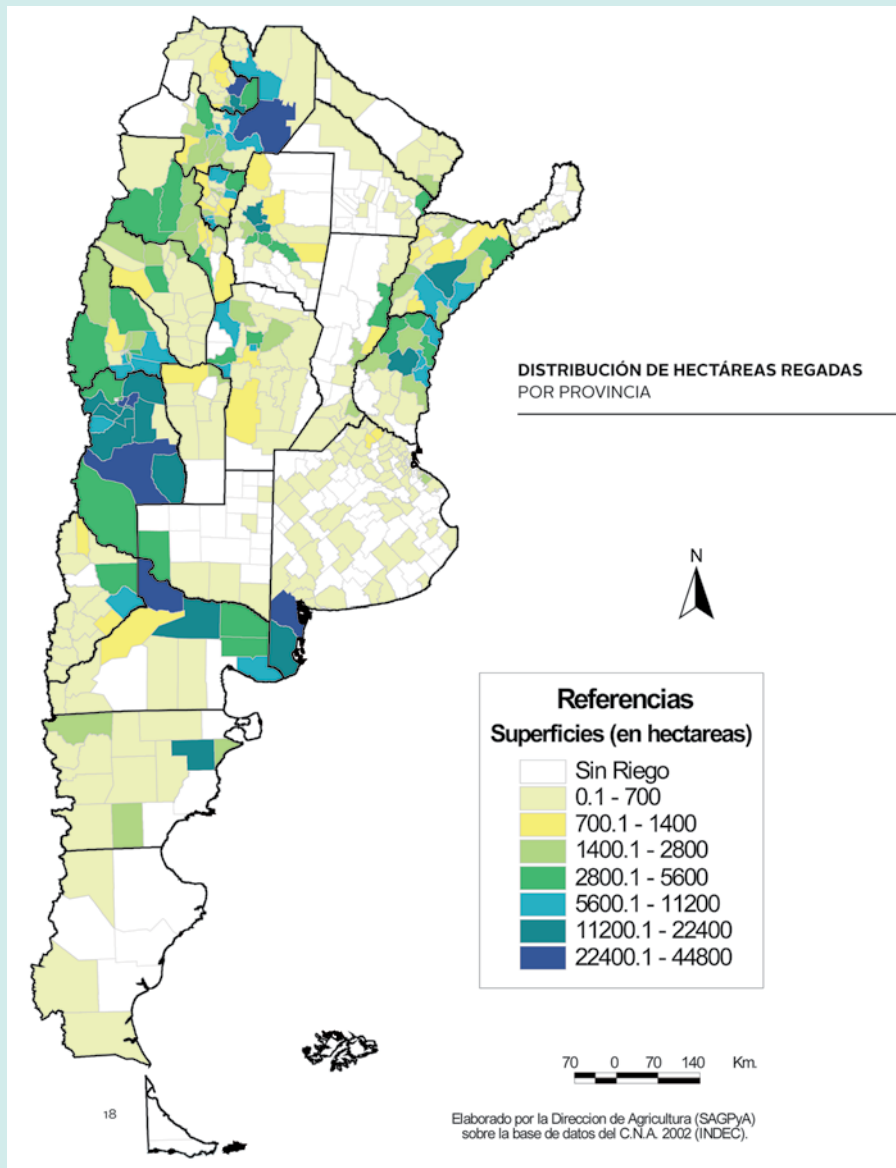 DISTRIBUCIÓN DE HECTÁREAS REGADAS
POR PROVINCIA
N
Referencias
Superficies (en hectareas)
Sin Riego
0.1 - 700
700.1 - 1400
1400.1 - 2800
2800.1 - 5600
5600.1 - 11200
11200.1 - 22400
22400.1 - 44800
70 0 70 140 Km.
18
Elaborado por la Direccion de Agricultura (SAGPyA)
sobre la base de datos del C.N.A. 2002 (INDEC).